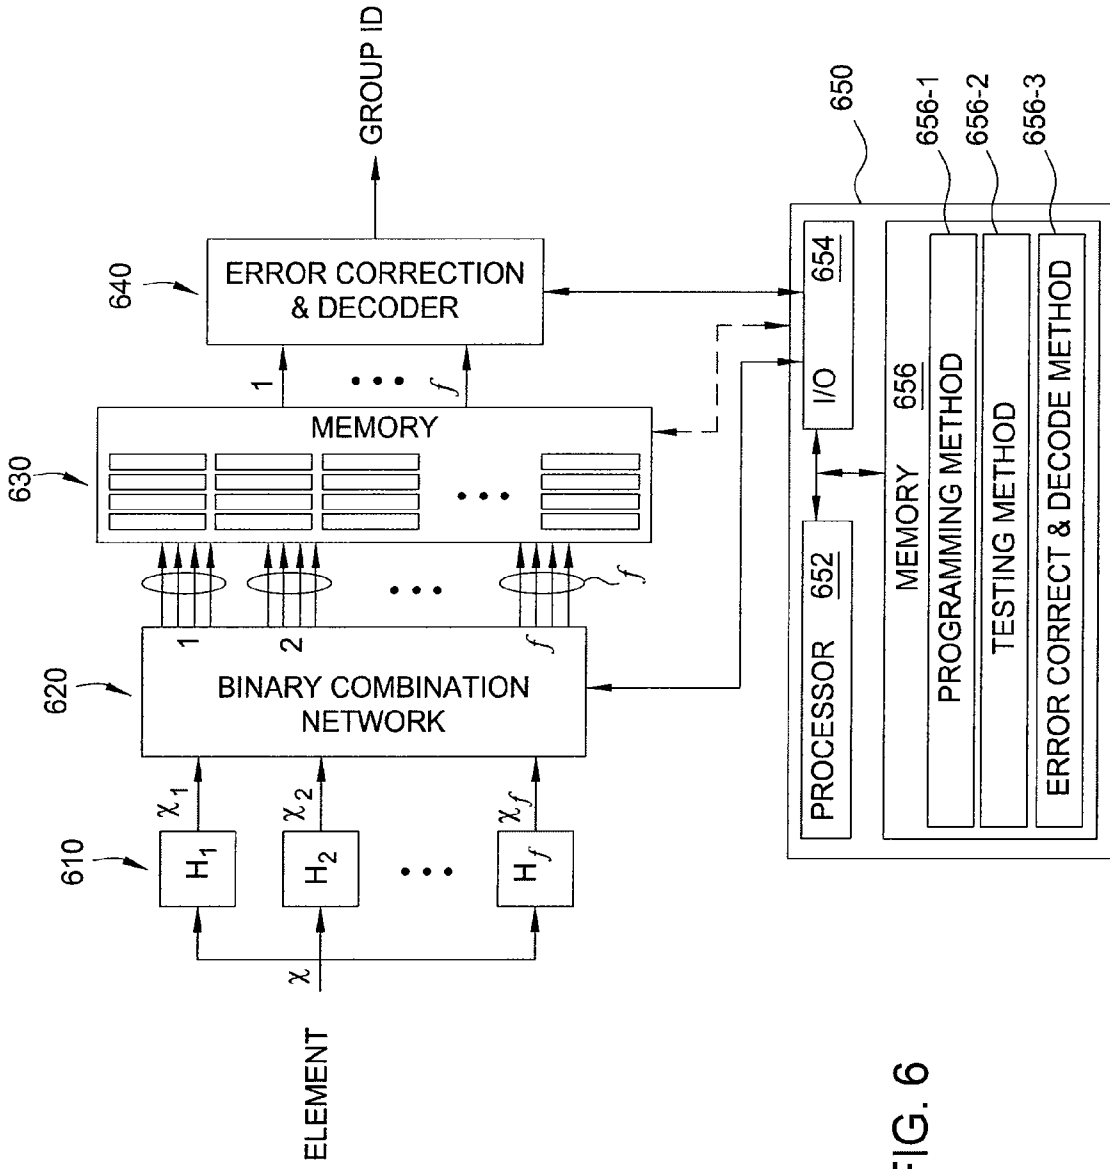 ELEMENT
χ
610
H1
H2
Hf
χ1
χ2
χf
620
BINARY COMBINATION
NETWORK
1
2
f
f
630
MEMORY
1
f
640
ERROR CORRECTION
& DECODER
GROUP ID
650
PROCESSOR
652
I/O
654
MEMORY
656
PROGRAMMING METHOD
656-1
TESTING METHOD
656-2
ERROR CORRECT & DECODE METHOD
656-3
FIG. 6